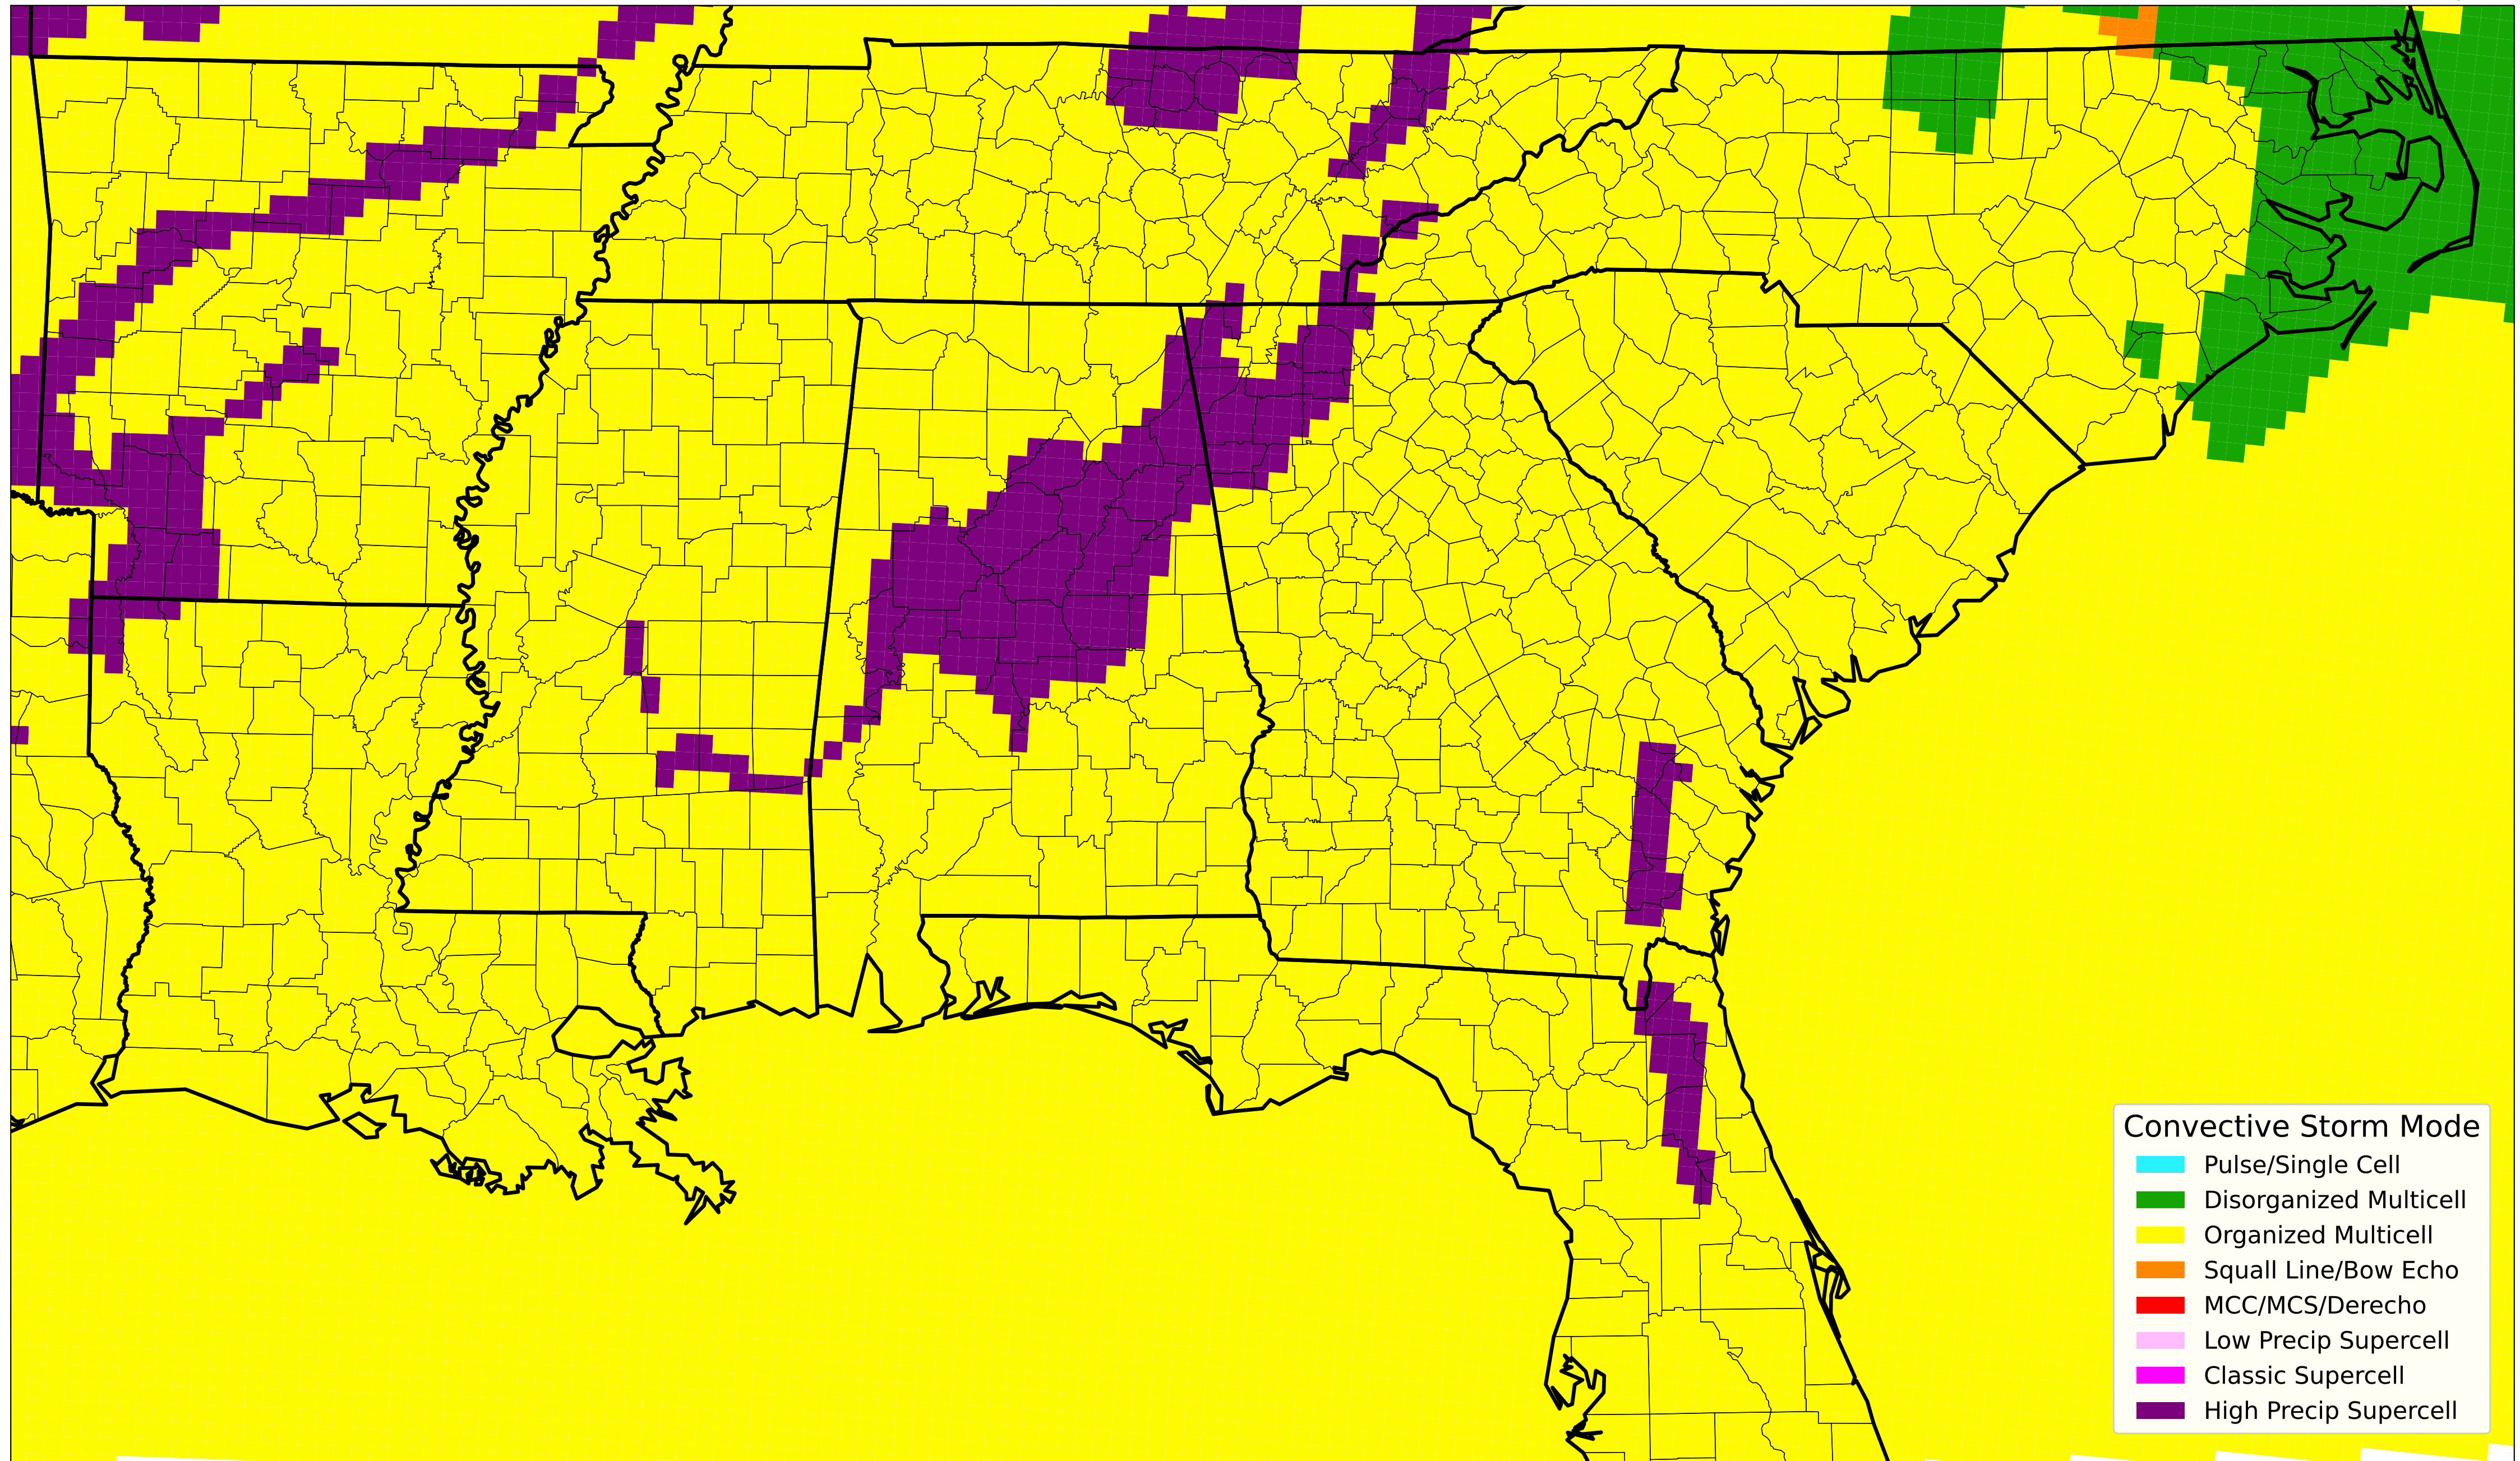 Convective Storm Mode
Pulse/Single Cell
Disorganized Multicell
Organized Multicell
Squall Line/Bow Echo
MCC/MCS/Derecho
Low Precip Supercell
Classic Supercell
High Precip Supercell